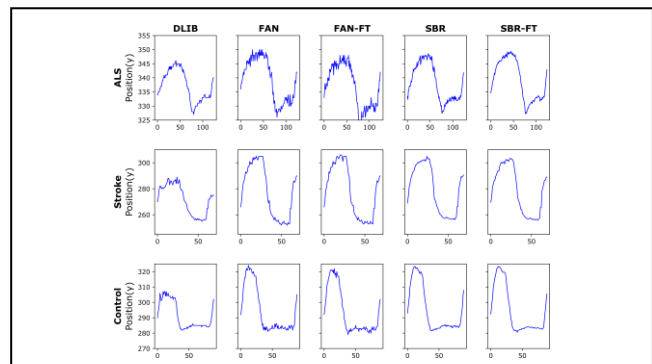 DLIB FAN FAN-FT SBR SBR-FT
ALS
Position(y)
355
350
345
340
335
330
325
0 50 100 0 50 100 0 50 100 0 50 100 0 50 100
Stroke
Position(y)
300
280
260
0 50 0 50 0 50 0 50 0 50
Control
Position(y)
320
310
300
290
280
270
0 50 0 50 0 50 0 50 0 50